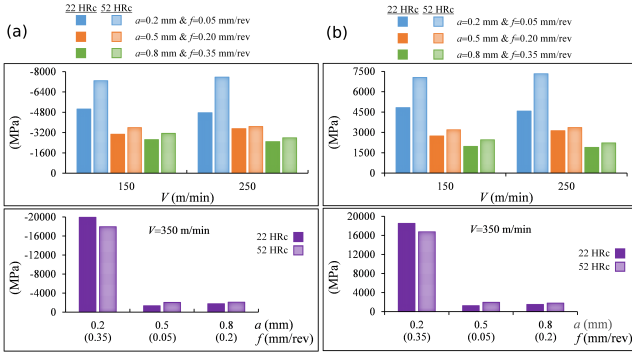 22 HRc 52 HRc
a=0.2 mm & f=0.05 mm/rev
a=0.5 mm & f=0.20 mm/rev
a=0.8 mm & f=0.35 mm/rev
(a)
(MPa)
-8000
-6400
-4800
-3200
-1600
0
150
250
V (m/min)
(MPa)
-20000
-16000
-12000
-8000
-4000
0
V=350 m/min
22 HRc
52 HRc
0.2 0.5 0.8 a (mm)
(0.35) (0.05) (0.2) f (mm/rev)
22 HRc 52 HRc
a=0.2 mm & f=0.05 mm/rev
a=0.5 mm & f=0.20 mm/rev
a=0.8 mm & f=0.35 mm/rev
(b)
(MPa)
7500
6000
4500
3000
1500
0
150
250
V (m/min)
(MPa)
20000
16000
12000
8000
4000
0
V=350 m/min
22 HRc
52 HRc
0.2 0.5 0.8 a (mm)
(0.35) (0.05) (0.2) f (mm/rev)